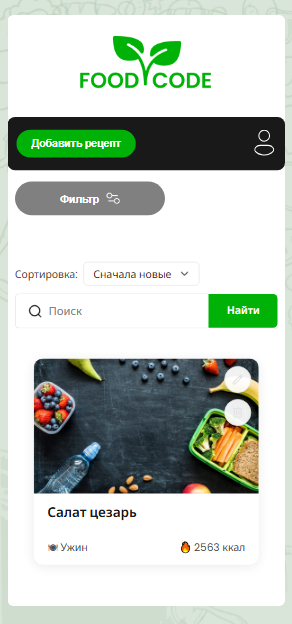 FOOD CODE
Добавить рецепт
Фильтр
Сортировка: Сначала новые
Поиск Найти
Салат цезарь
Ужин 2563 ккал